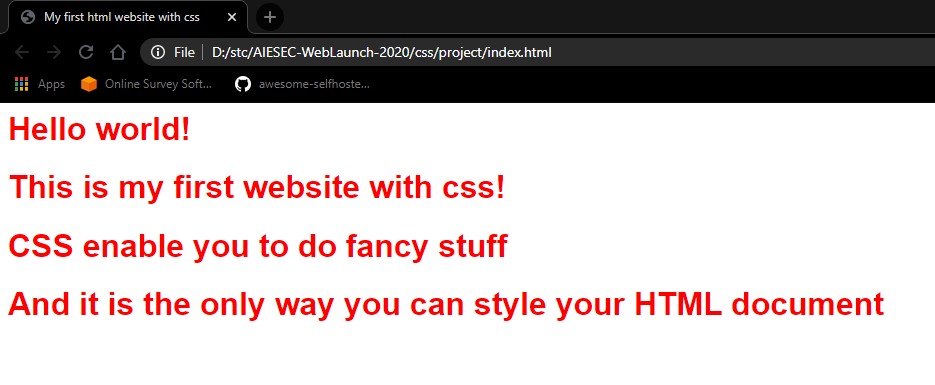 My first html website with css
File D:/stc/AIESEC-WebLaunch-2020/css/project/index.html
Apps Online Survey Soft... awesome-selfhoste...
Hello world!
This is my first website with css!
CSS enable you to do fancy stuff
And it is the only way you can style your HTML document